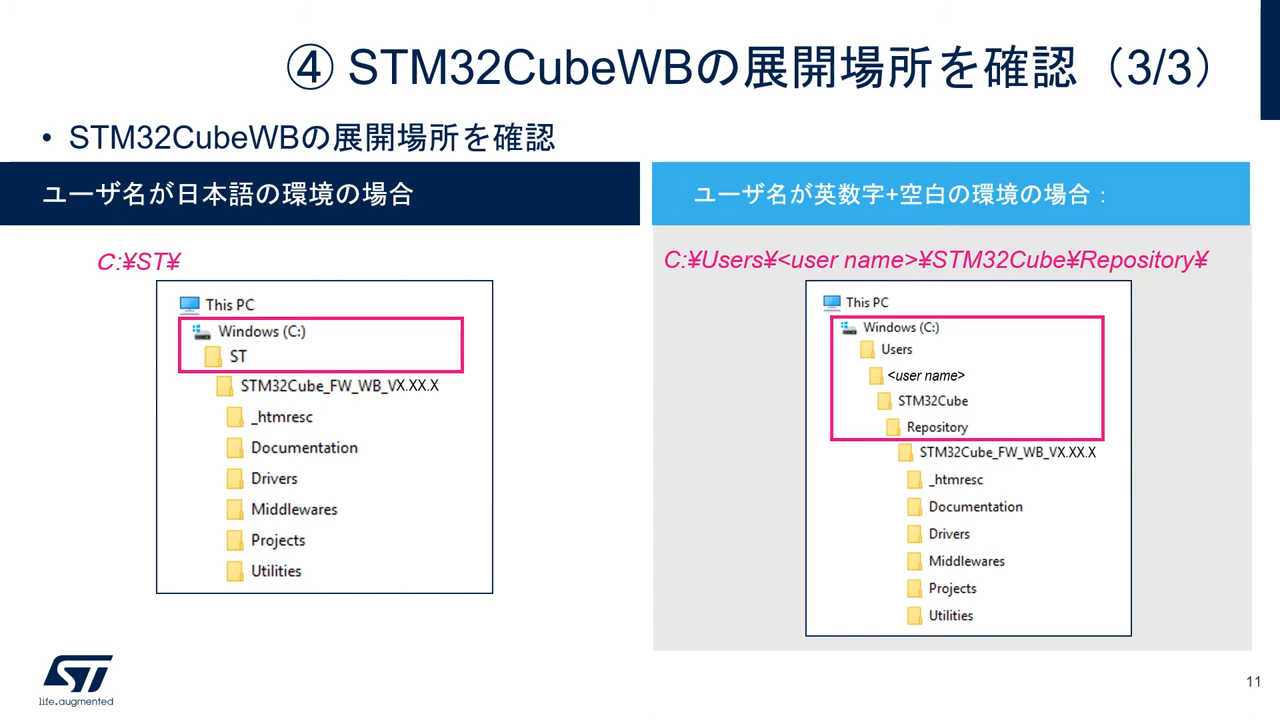 ④ STM32CubeWBの展開場所を確認（3/3）
• STM32CubeWBの展開場所を確認
ユーザ名が日本語の環境の場合
C:¥ST¥
This PC
Windows (C:)
ST
STM32Cube_FW_WB_VX.XX.X
_htmresc
Documentation
Drivers
Middlewares
Projects
Utilities
ユーザ名が英数字+空白の環境の場合：
C:¥Users¥<user name>¥STM32Cube¥Repository¥
This PC
Windows (C:)
Users
<user name>
STM32Cube
Repository
STM32Cube_FW_WB_VX.XX.X
_htmresc
Documentation
Drivers
Middlewares
Projects
Utilities
ST
life.augmented
11